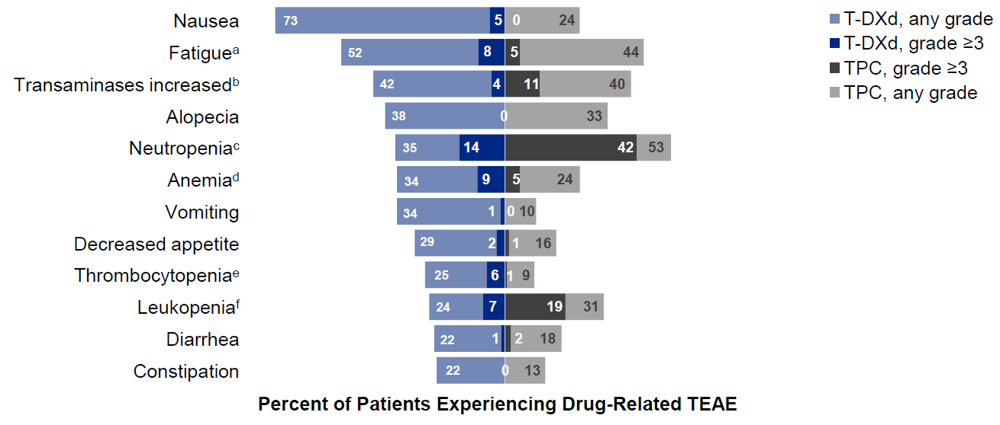 Nausea 73 5 0 24
Fatigueᵃ 52 8 5 44
Transaminases increasedᵇ 42 4 11 40
Alopecia 38 0 33
Neutropeniaᶜ 35 14 42 53
Anemiaᵈ 34 9 5 24
Vomiting 34 1 0 10
Decreased appetite 29 2 1 16
Thrombocytopeniaᵉ 25 6 1 9
Leukopeniaᶠ 24 7 19 31
Diarrhea 22 1 2 18
Constipation 22 0 13
Percent of Patients Experiencing Drug-Related TEAE
T-DXd, any grade
T-DXd, grade ≥3
TPC, grade ≥3
TPC, any grade